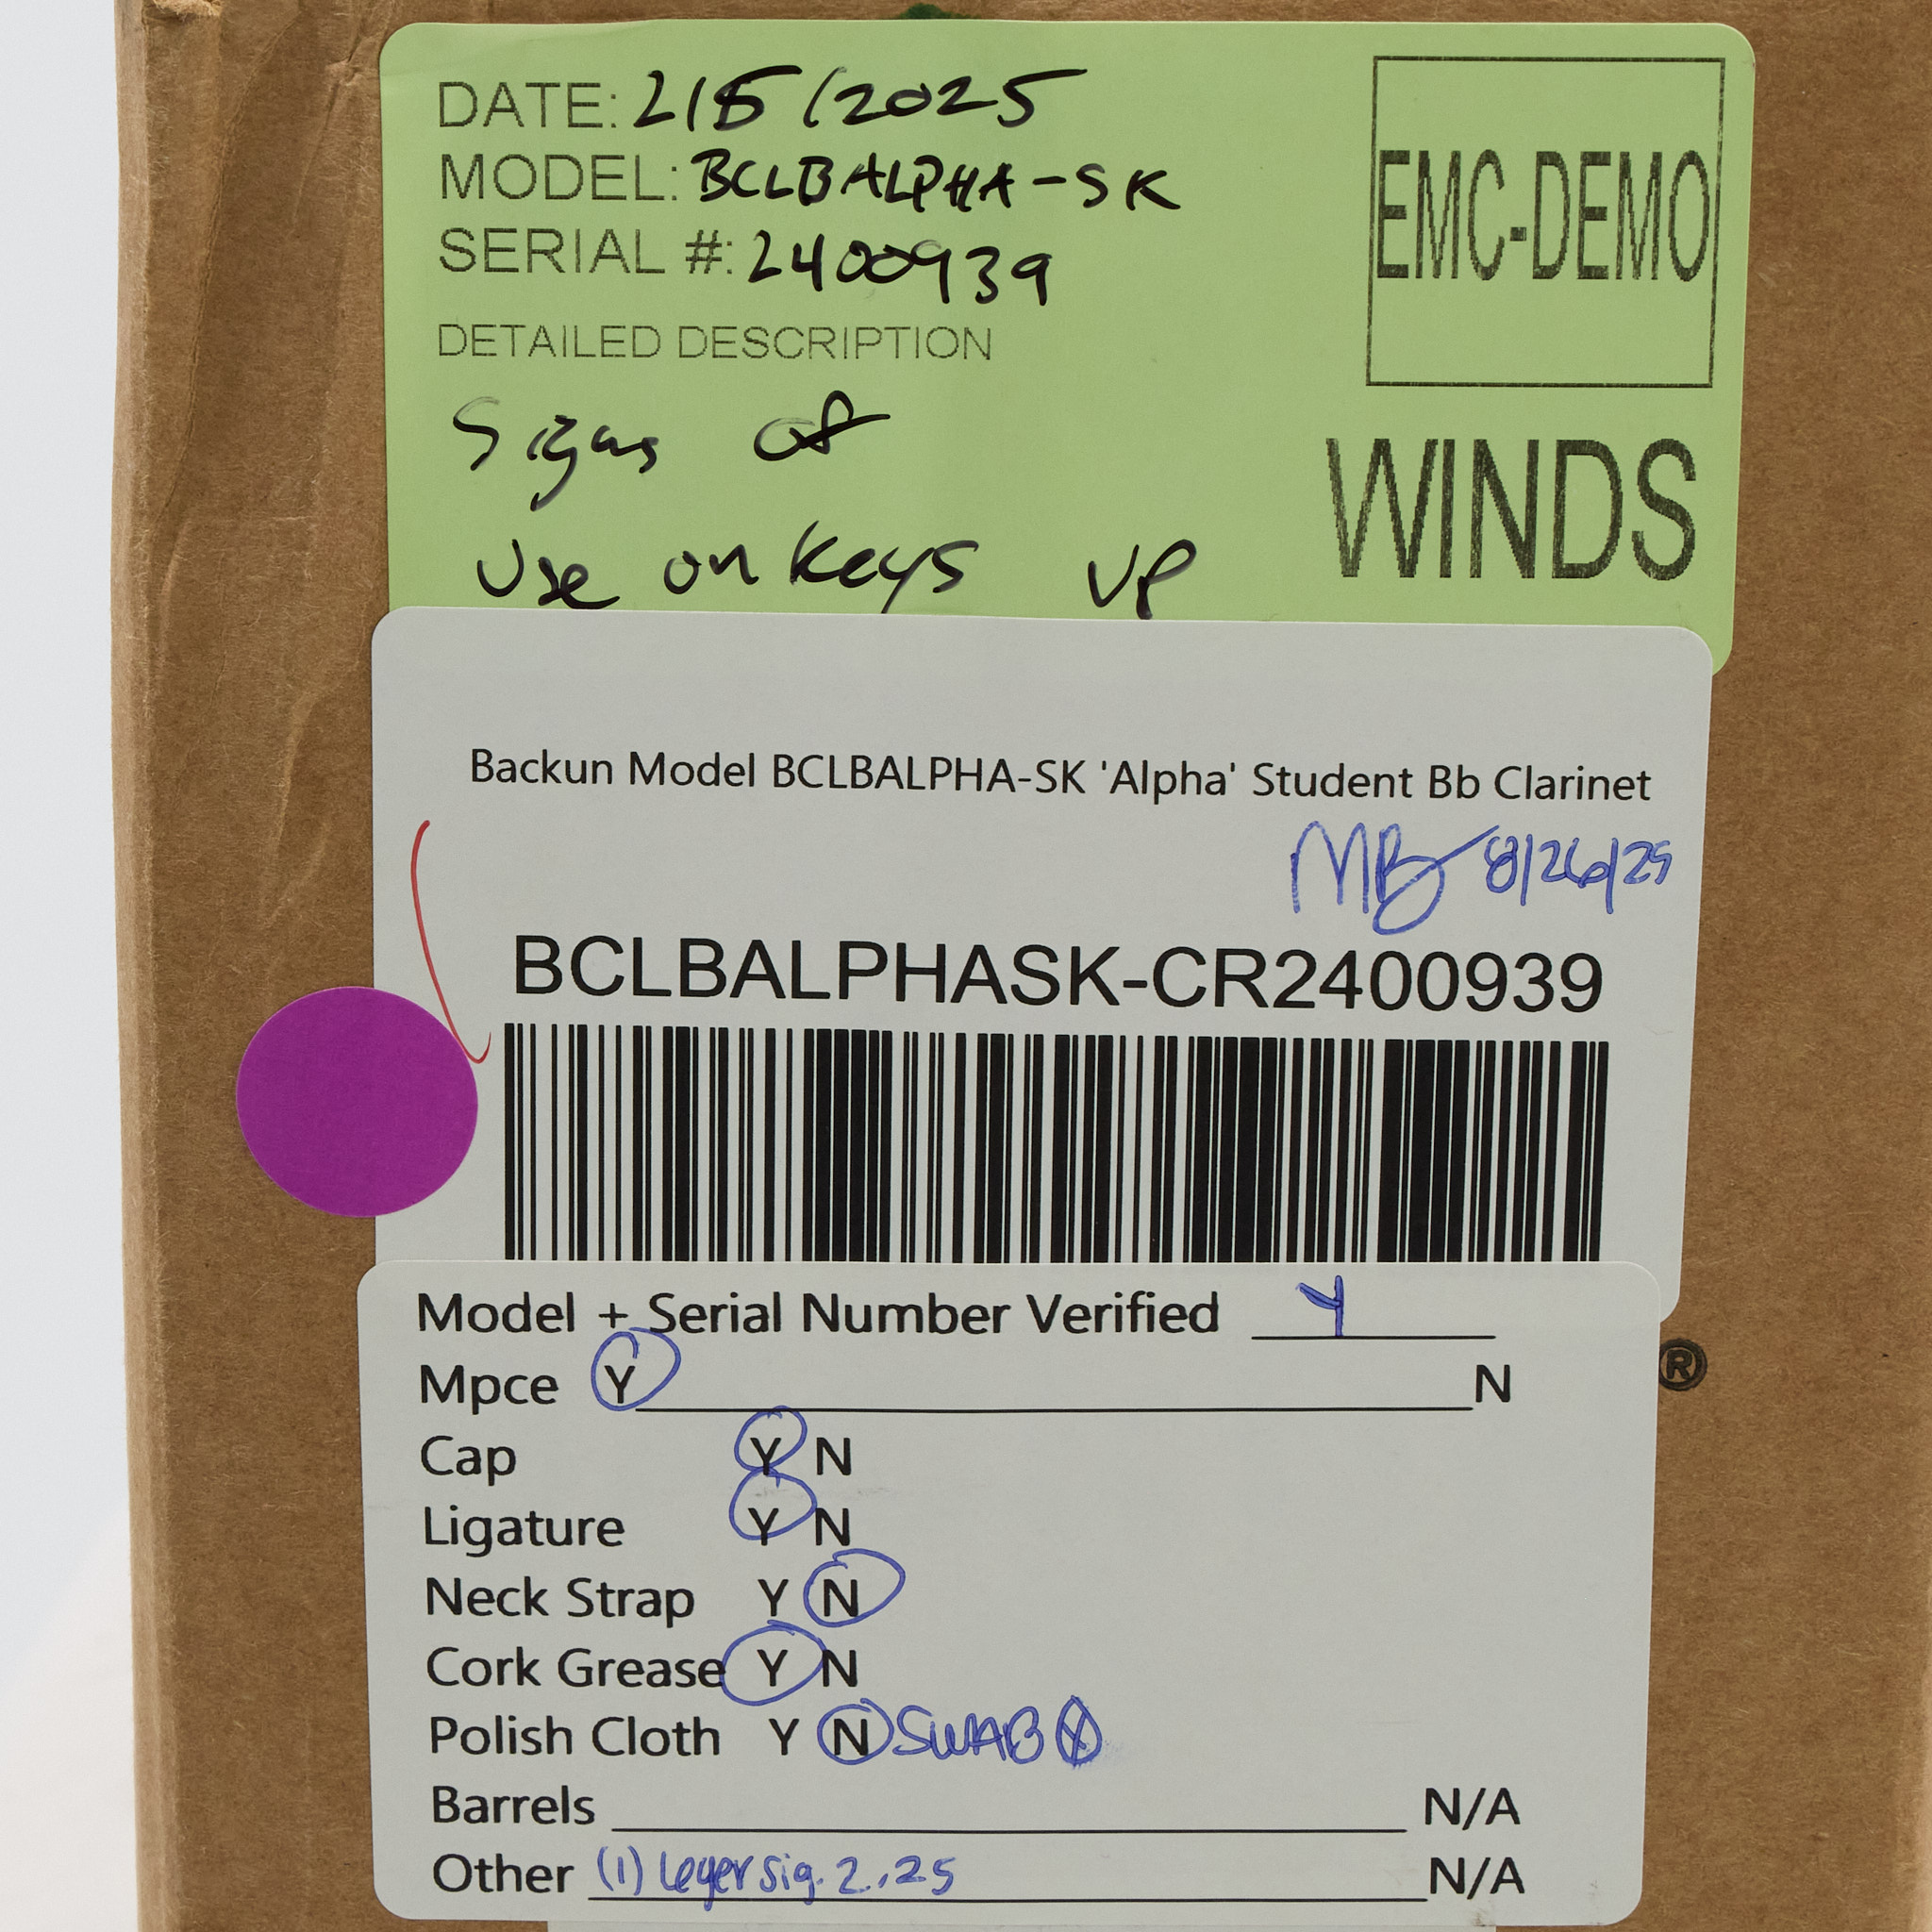 DATE: 2/5/2025
MODEL: BCLBALPHA-SK
SERIAL #: 2400939
DETAILED DESCRIPTION
Signs of
Use on keys VP
EMC-DEMO
WINDS
Backun Model BCLBALPHA-SK 'Alpha' Student Bb Clarinet
MB 8/26/25
BCLBALPHASK-CR2400939
Model + Serial Number Verified Y
Mpce Y N
Cap Y N
Ligature Y N
Neck Strap Y N
Cork Grease Y N
Polish Cloth Y N SWAB Y
Barrels N/A
Other (1) Legersig. 2.25 N/A
®